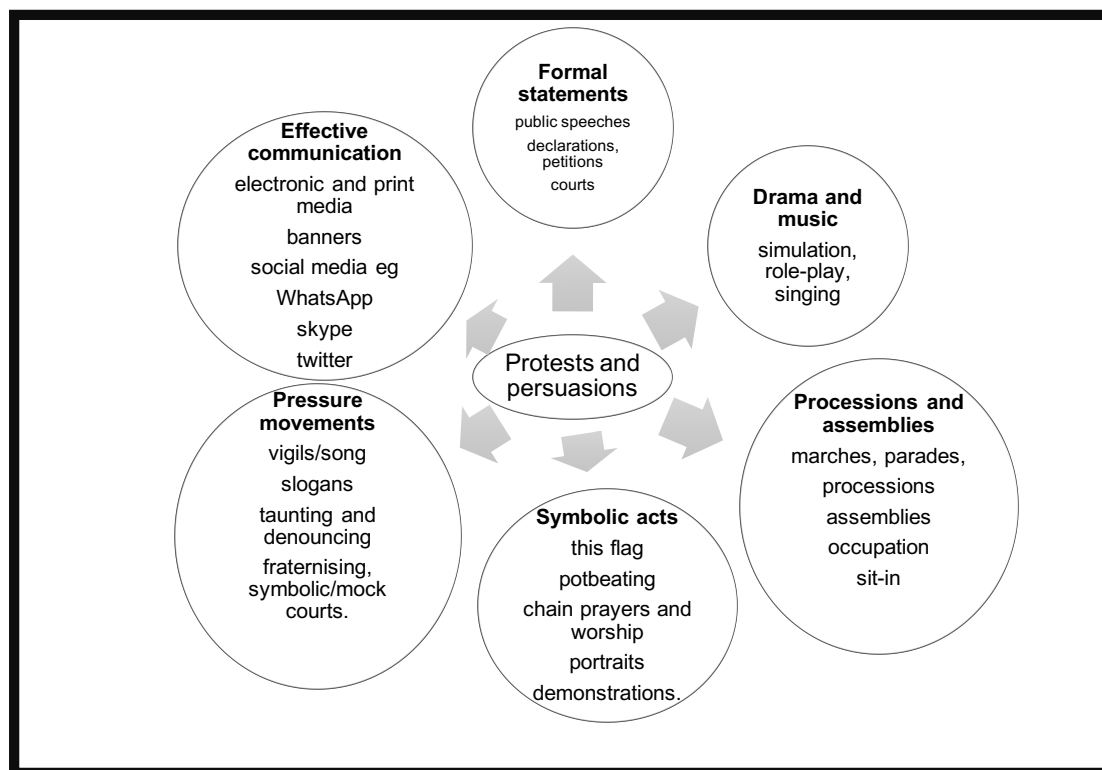 Formal
statements
public speeches
declarations,
petitions
courts
Effective
communication
electronic and print
media
banners
social media eg
WhatsApp
skype
twitter
Drama and
music
simulation,
role-play,
singing
Protests and
persuasions
Pressure
movements
vigils/song
slogans
taunting and
denouncing
fraternising,
symbolic/mock
courts.
Processions and
assemblies
marches, parades,
processions
assemblies
occupation
sit-in
Symbolic acts
this flag
potbeating
chain prayers and
worship
portraits
demonstrations.